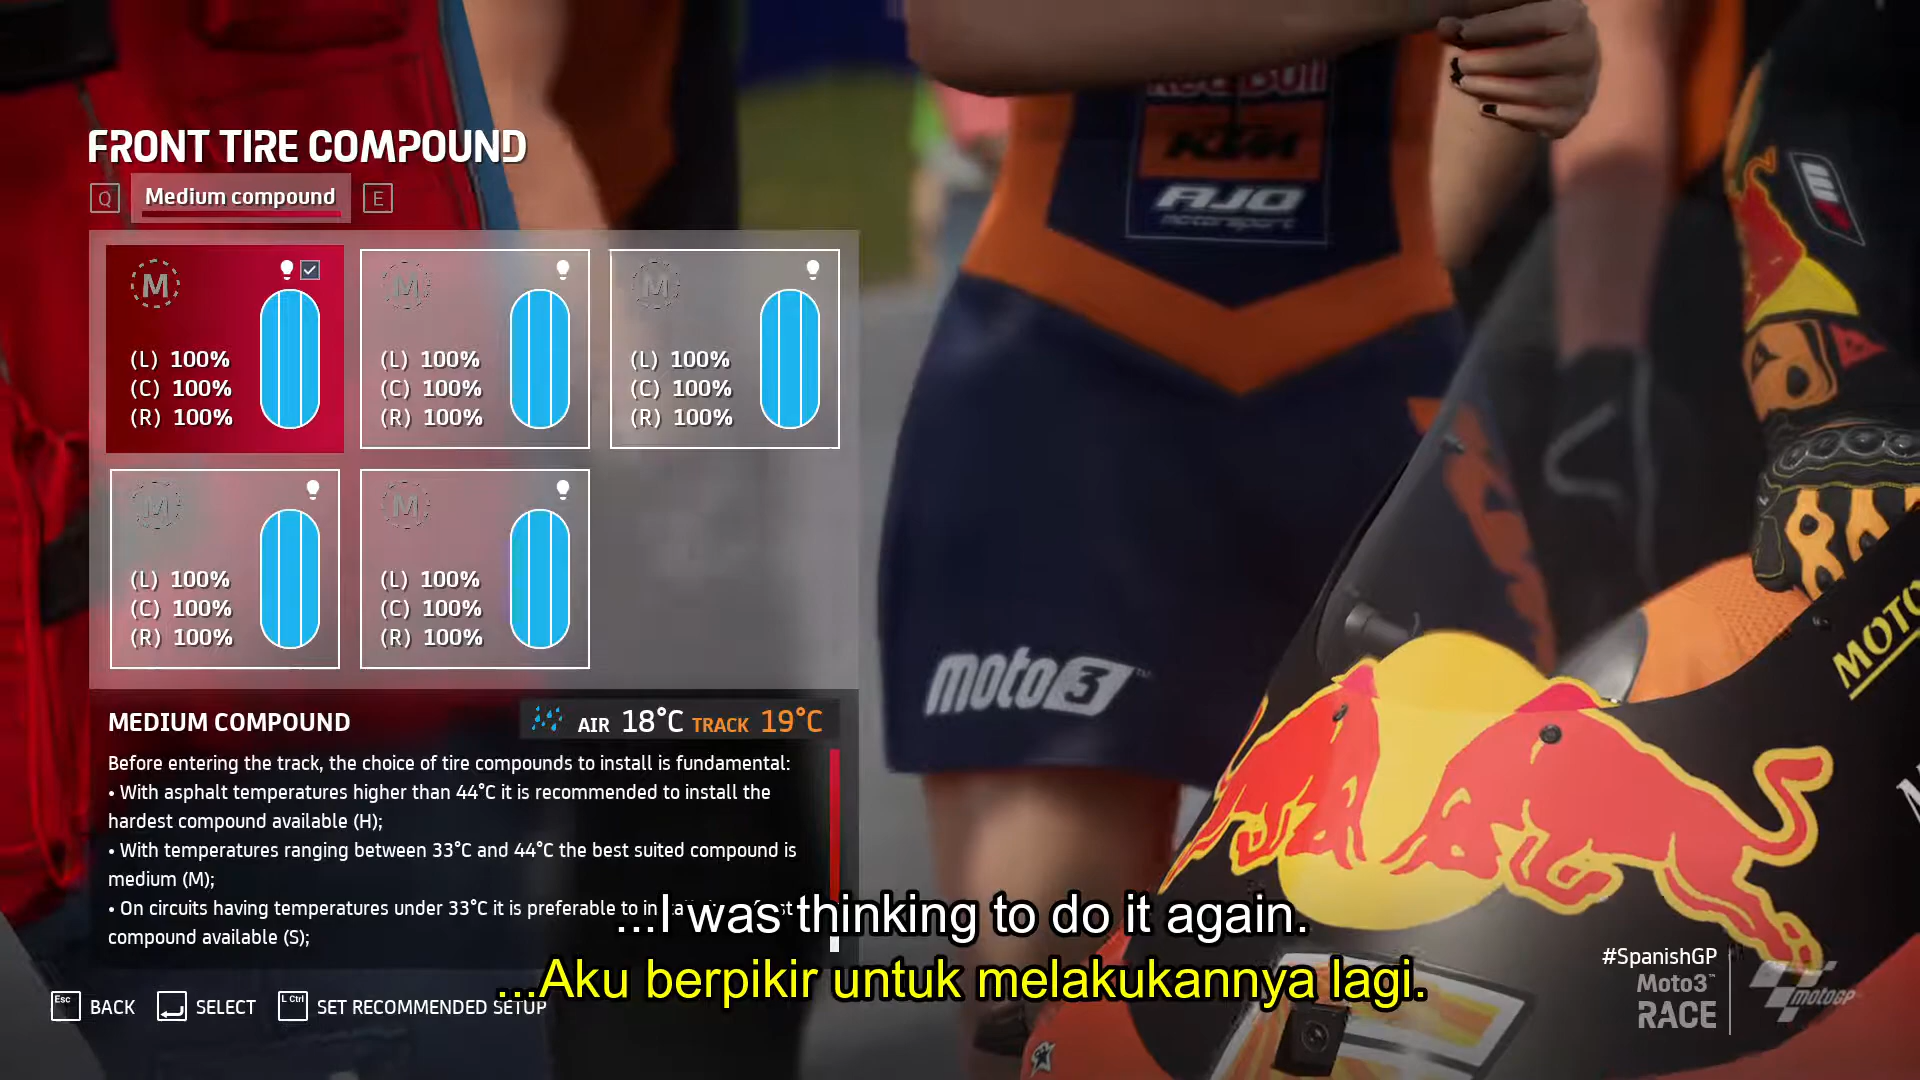 FRONT TIRE COMPOUND
Q Medium compound E
M
(L) 100%
(C) 100%
(R) 100%
M
(L) 100%
(C) 100%
(R) 100%
M
(L) 100%
(C) 100%
(R) 100%
M
(L) 100%
(C) 100%
(R) 100%
M
(L) 100%
(C) 100%
(R) 100%
MEDIUM COMPOUND
AIR 18°C TRACK 19°C
Before entering the track, the choice of tire compounds to install is fundamental:
• With asphalt temperatures higher than 44°C it is recommended to install the
hardest compound available (H);
• With temperatures ranging between 33°C and 44°C the best suited compound is
medium (M);
• On circuits having temperatures under 33°C it is preferable to
compound available (S);
...I was thinking to do it again.
...Aku berpikir untuk melakukannya lagi.
Esc BACK SELECT L Ctrl SET RECOMMENDED SETUP
#SpanishGP
Moto3™
RACE
motoGP
Red Bull
KTM
AJO
motorsport
moto3™
MOTO